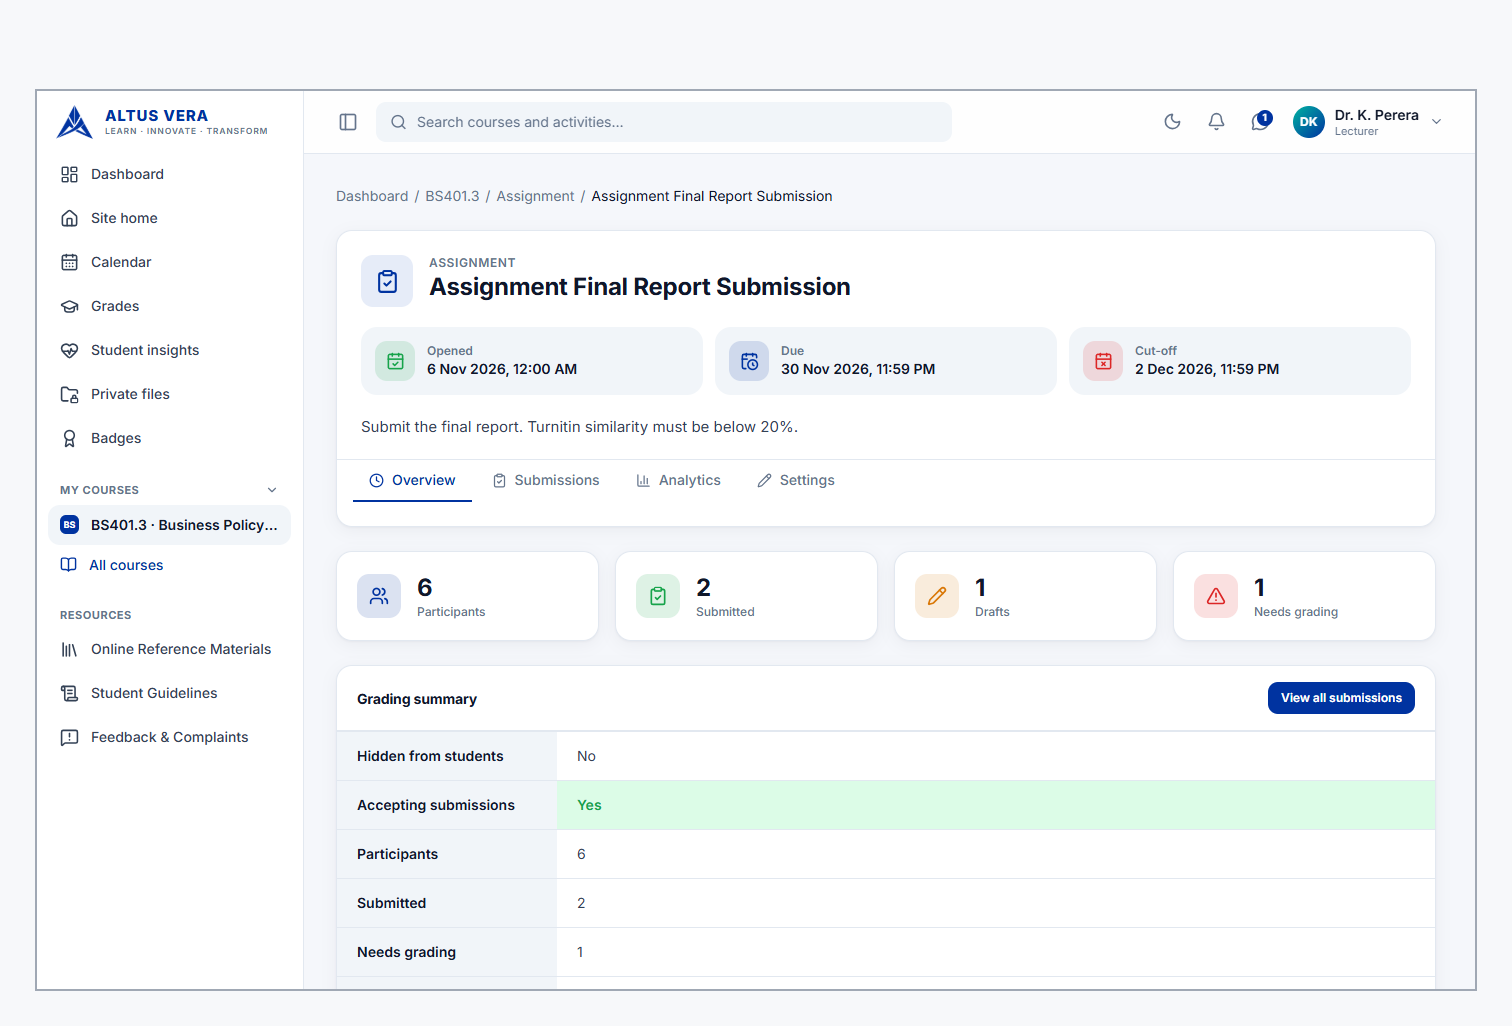 ALTUS VERA
LEARN · INNOVATE · TRANSFORM
Dashboard
Site home
Calendar
Grades
Student insights
Private files
Badges
MY COURSES
BS
BS401.3 · Business Policy...
All courses
RESOURCES
Online Reference Materials
Student Guidelines
Feedback & Complaints
Search courses and activities...
1
DK
Dr. K. Perera
Lecturer
Dashboard / BS401.3 / Assignment / Assignment Final Report Submission
ASSIGNMENT
Assignment Final Report Submission
Opened
6 Nov 2026, 12:00 AM
Due
30 Nov 2026, 11:59 PM
Cut-off
2 Dec 2026, 11:59 PM
Submit the final report. Turnitin similarity must be below 20%.
Overview
Submissions
Analytics
Settings
6
Participants
2
Submitted
1
Drafts
1
Needs grading
Grading summary
View all submissions
Hidden from students No
Accepting submissions Yes
Participants 6
Submitted 2
Needs grading 1